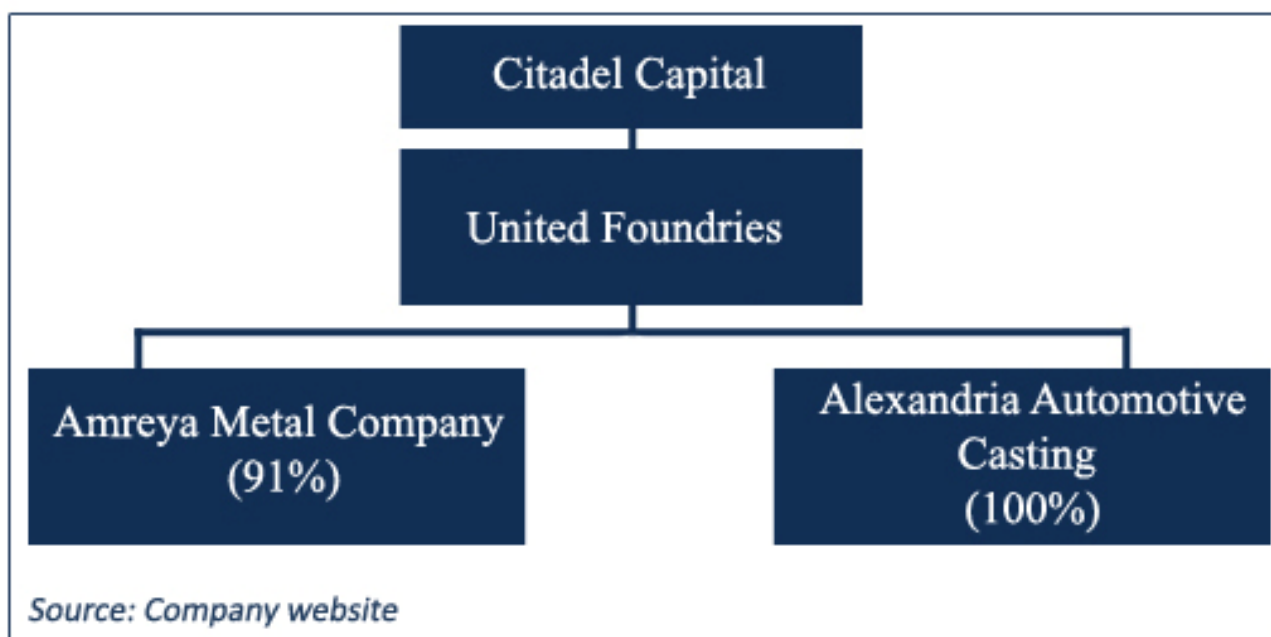 Citadel Capital
United Foundries
Amreya Metal Company
(91%)
Alexandria Automotive
Casting
(100%)
Source: Company website